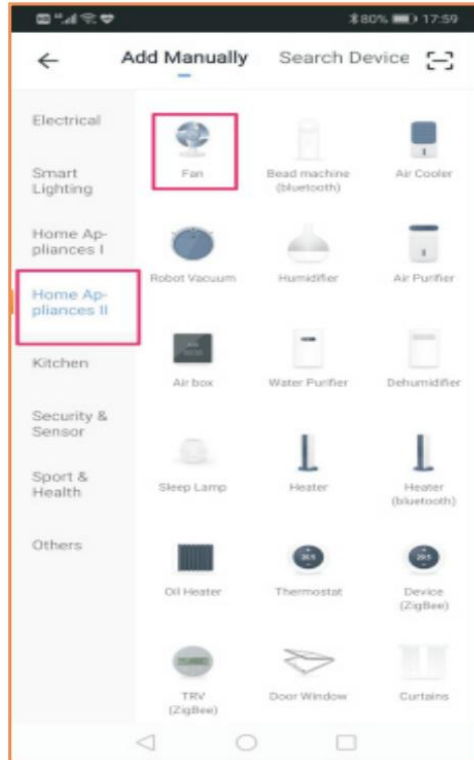 80% 17:59
Add Manually Search Device
Electrical
Smart
Lighting
Home Ap-
pliances I
Home Ap-
pliances II
Kitchen
Security &
Sensor
Sport &
Health
Others
Fan
Bead machine
(bluetooth)
Air Cooler
Robot Vacuum
Humidifier
Air Purifier
Air box
Water Purifier
Dehumidifier
Sleep Lamp
Heater
Heater
(bluetooth)
Oil Heater
Thermostat
Device
(ZigBee)
TRV
(ZigBee)
Door Window
Curtains